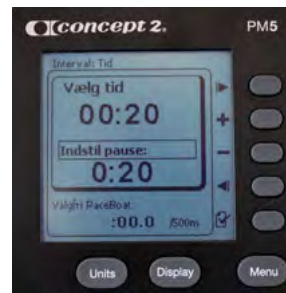 concept 2. PM5
Interval: Tid
Vælg tid
00:20
Indstil pause:
0:20
Valgfri RaceBoat:
:00.0 /500m
Units Display Menu